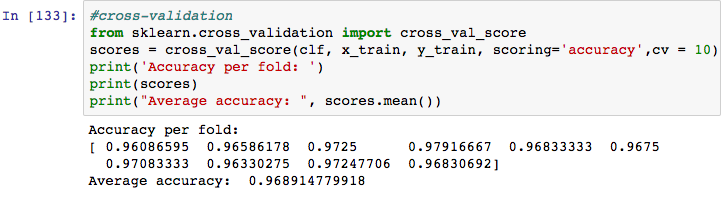 In [133]: #cross-validation
from sklearn.cross_validation import cross_val_score
scores = cross_val_score(clf, x_train, y_train, scoring='accuracy',cv = 10)
print('Accuracy per fold: ')
print(scores)
print("Average accuracy: ", scores.mean())
Accuracy per fold:
[ 0.96086595 0.96586178 0.9725 0.97916667 0.96833333 0.9675
0.97083333 0.96330275 0.97247706 0.96830692]
Average accuracy: 0.968914779918